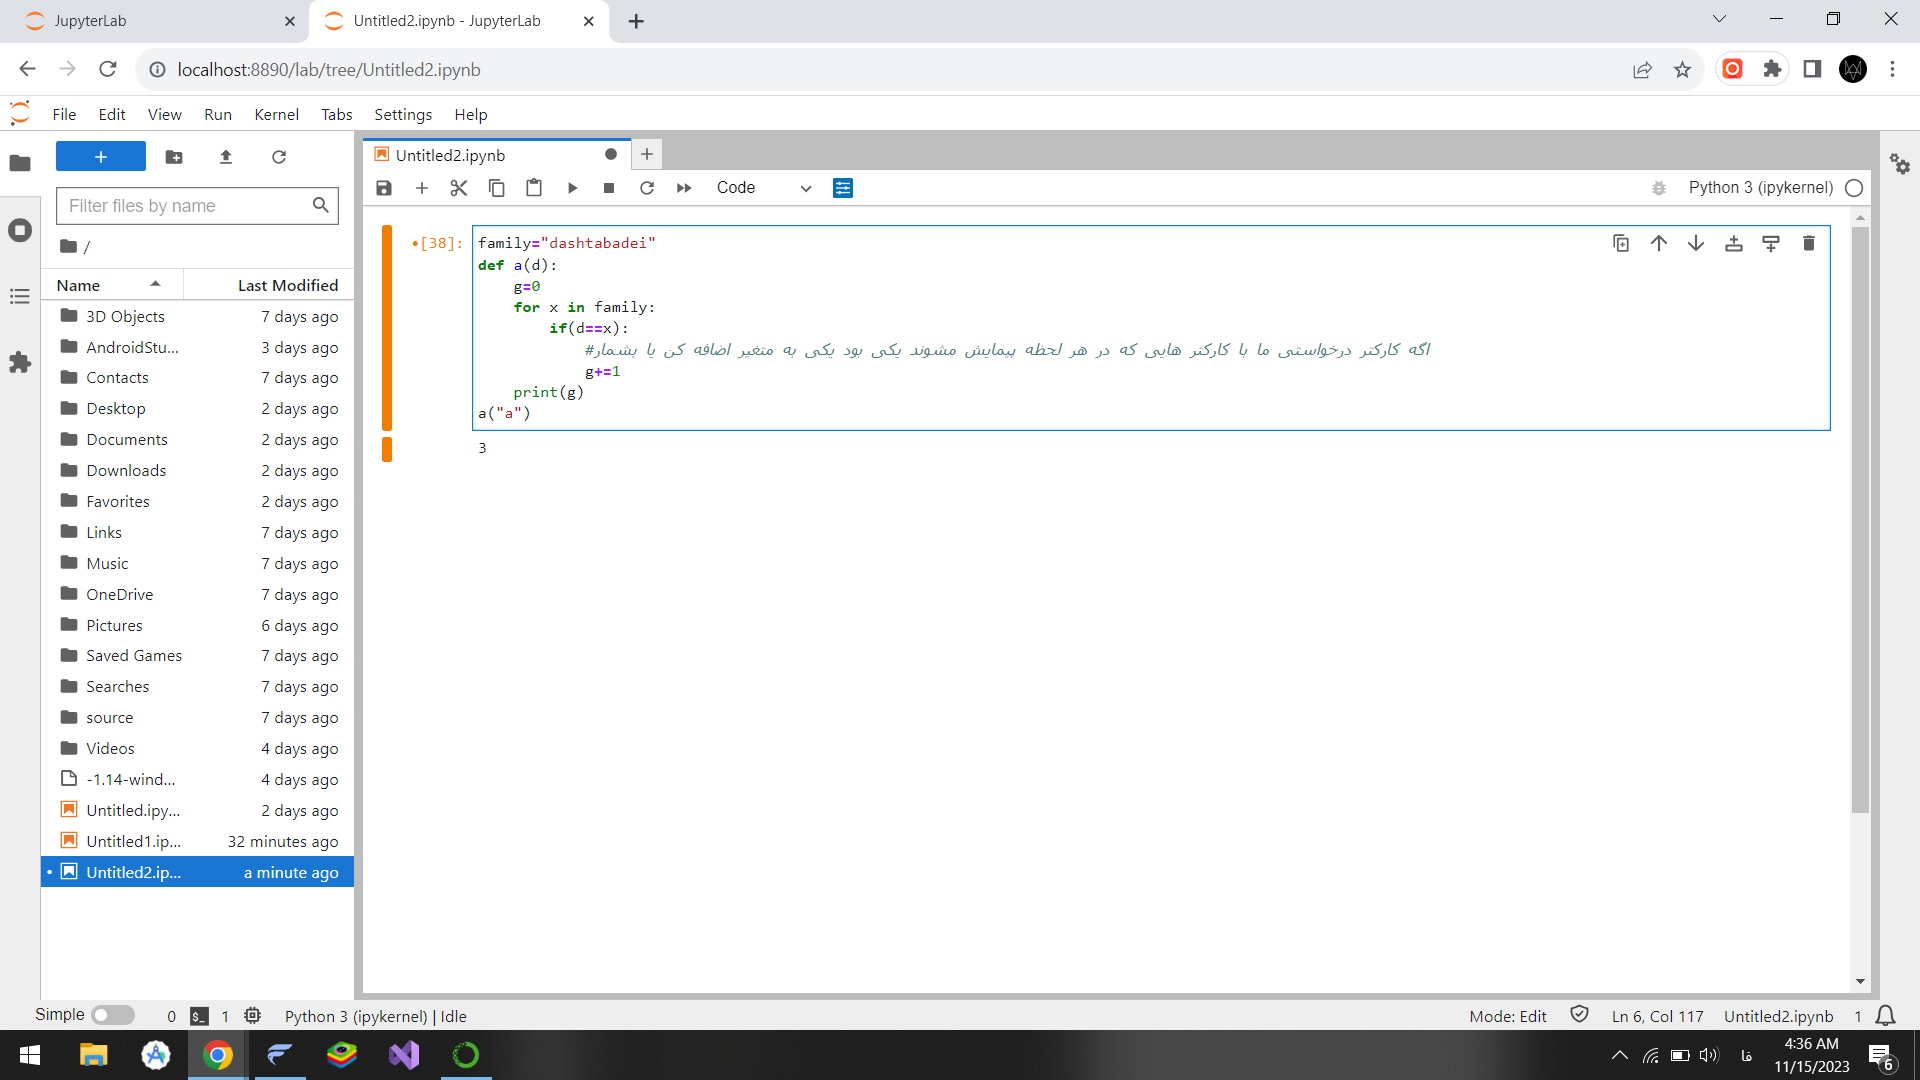 JupyterLab
Untitled2.ipynb - JupyterLab
localhost:8890/lab/tree/Untitled2.ipynb
File Edit View Run Kernel Tabs Settings Help
Untitled2.ipynb
Filter files by name
Code
Python 3 (ipykernel)
/
Name Last Modified
3D Objects 7 days ago
AndroidStu... 3 days ago
Contacts 7 days ago
Desktop 2 days ago
Documents 2 days ago
Downloads 2 days ago
Favorites 2 days ago
Links 7 days ago
Music 7 days ago
OneDrive 7 days ago
Pictures 6 days ago
Saved Games 7 days ago
Searches 7 days ago
source 7 days ago
Videos 4 days ago
-1.14-wind... 4 days ago
Untitled.ipy... 2 days ago
Untitled1.ip... 32 minutes ago
• Untitled2.ip... a minute ago
•[38]:
family="dashtabadei"
def a(d):
    g=0
    for x in family:
        if(d==x):
            #اگه کارکتر درخواستی ما با کارکتر هایی که در هر لحظه پیمایش مشوند یکی بود یکی به متغیر اضافه کن یا بشمار
            g+=1
    print(g)
a("a")
3
Simple 0 $_ 1 Python 3 (ipykernel) | Idle Mode: Edit Ln 6, Col 117 Untitled2.ipynb 1
فا
4:36 AM
11/15/2023
6